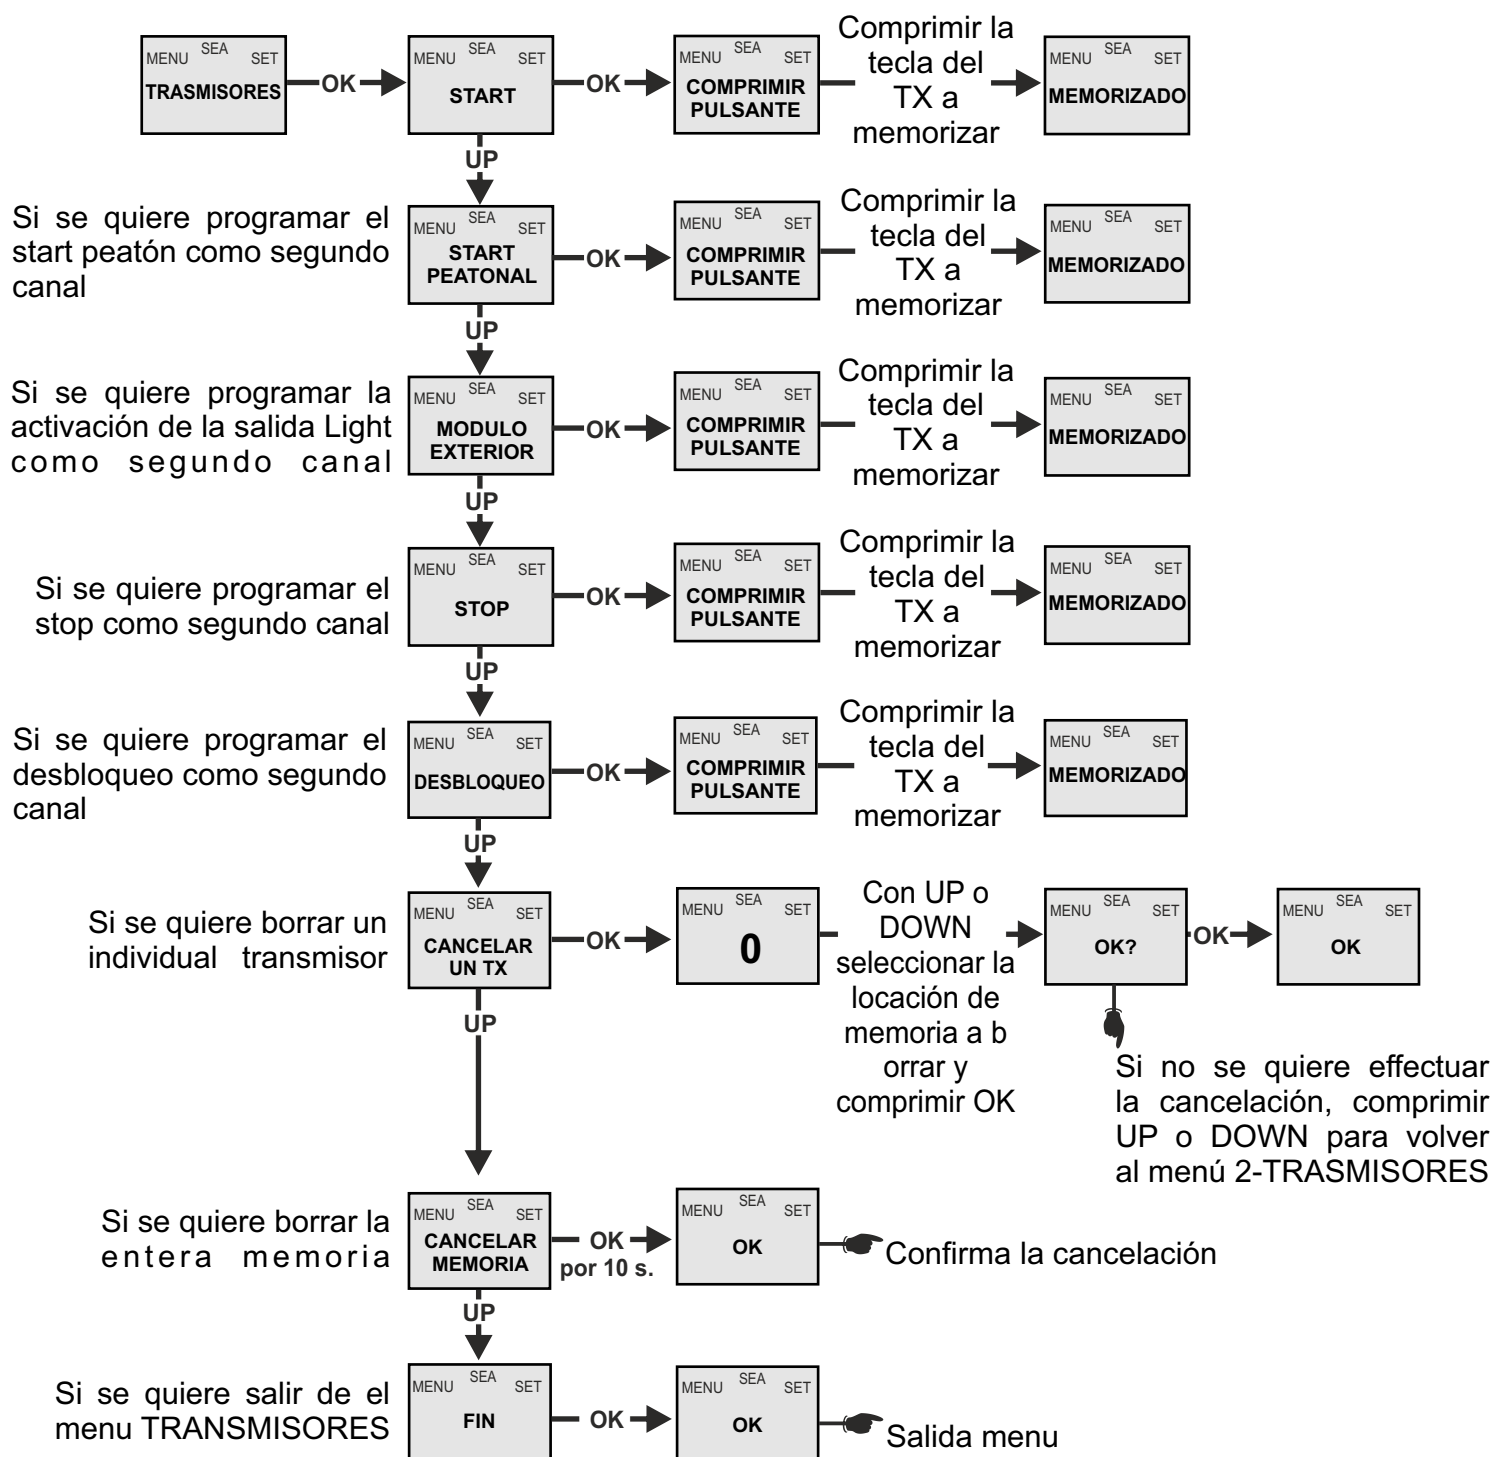 MENU SEA SET
TRASMISORES
OK
MENU SEA SET
START
OK
MENU SEA SET
COMPRIMIR
PULSANTE
Comprimir la
tecla del
TX a
memorizar
MENU SEA SET
MEMORIZADO
UP
Si se quiere programar el
start peatón como segundo
canal
MENU SEA SET
START
PEATONAL
OK
MENU SEA SET
COMPRIMIR
PULSANTE
Comprimir la
tecla del
TX a
memorizar
MENU SEA SET
MEMORIZADO
UP
Si se quiere programar la
activación de la salida Light
como segundo canal
MENU SEA SET
MODULO
EXTERIOR
OK
MENU SEA SET
COMPRIMIR
PULSANTE
Comprimir la
tecla del
TX a
memorizar
MENU SEA SET
MEMORIZADO
UP
Si se quiere programar el
stop como segundo canal
MENU SEA SET
STOP
OK
MENU SEA SET
COMPRIMIR
PULSANTE
Comprimir la
tecla del
TX a
memorizar
MENU SEA SET
MEMORIZADO
UP
Si se quiere programar el
desbloqueo como segundo
canal
MENU SEA SET
DESBLOQUEO
OK
MENU SEA SET
COMPRIMIR
PULSANTE
Comprimir la
tecla del
TX a
memorizar
MENU SEA SET
MEMORIZADO
UP
Si se quiere borrar un
individual transmisor
MENU SEA SET
CANCELAR
UN TX
OK
MENU SEA SET
0
Con UP o
DOWN
seleccionar la
locación de
memoria a b
orrar y
comprimir OK
MENU SEA SET
OK?
OK
MENU SEA SET
OK
Si no se quiere effectuar
la cancelación, comprimir
UP o DOWN para volver
al menú 2-TRASMISORES
UP
Si se quiere borrar la
entera memoria
MENU SEA SET
CANCELAR
MEMORIA
OK
por 10 s.
MENU SEA SET
OK
Confirma la cancelación
UP
Si se quiere salir de el
menu TRANSMISORES
MENU SEA SET
FIN
OK
MENU SEA SET
OK
Salida menu